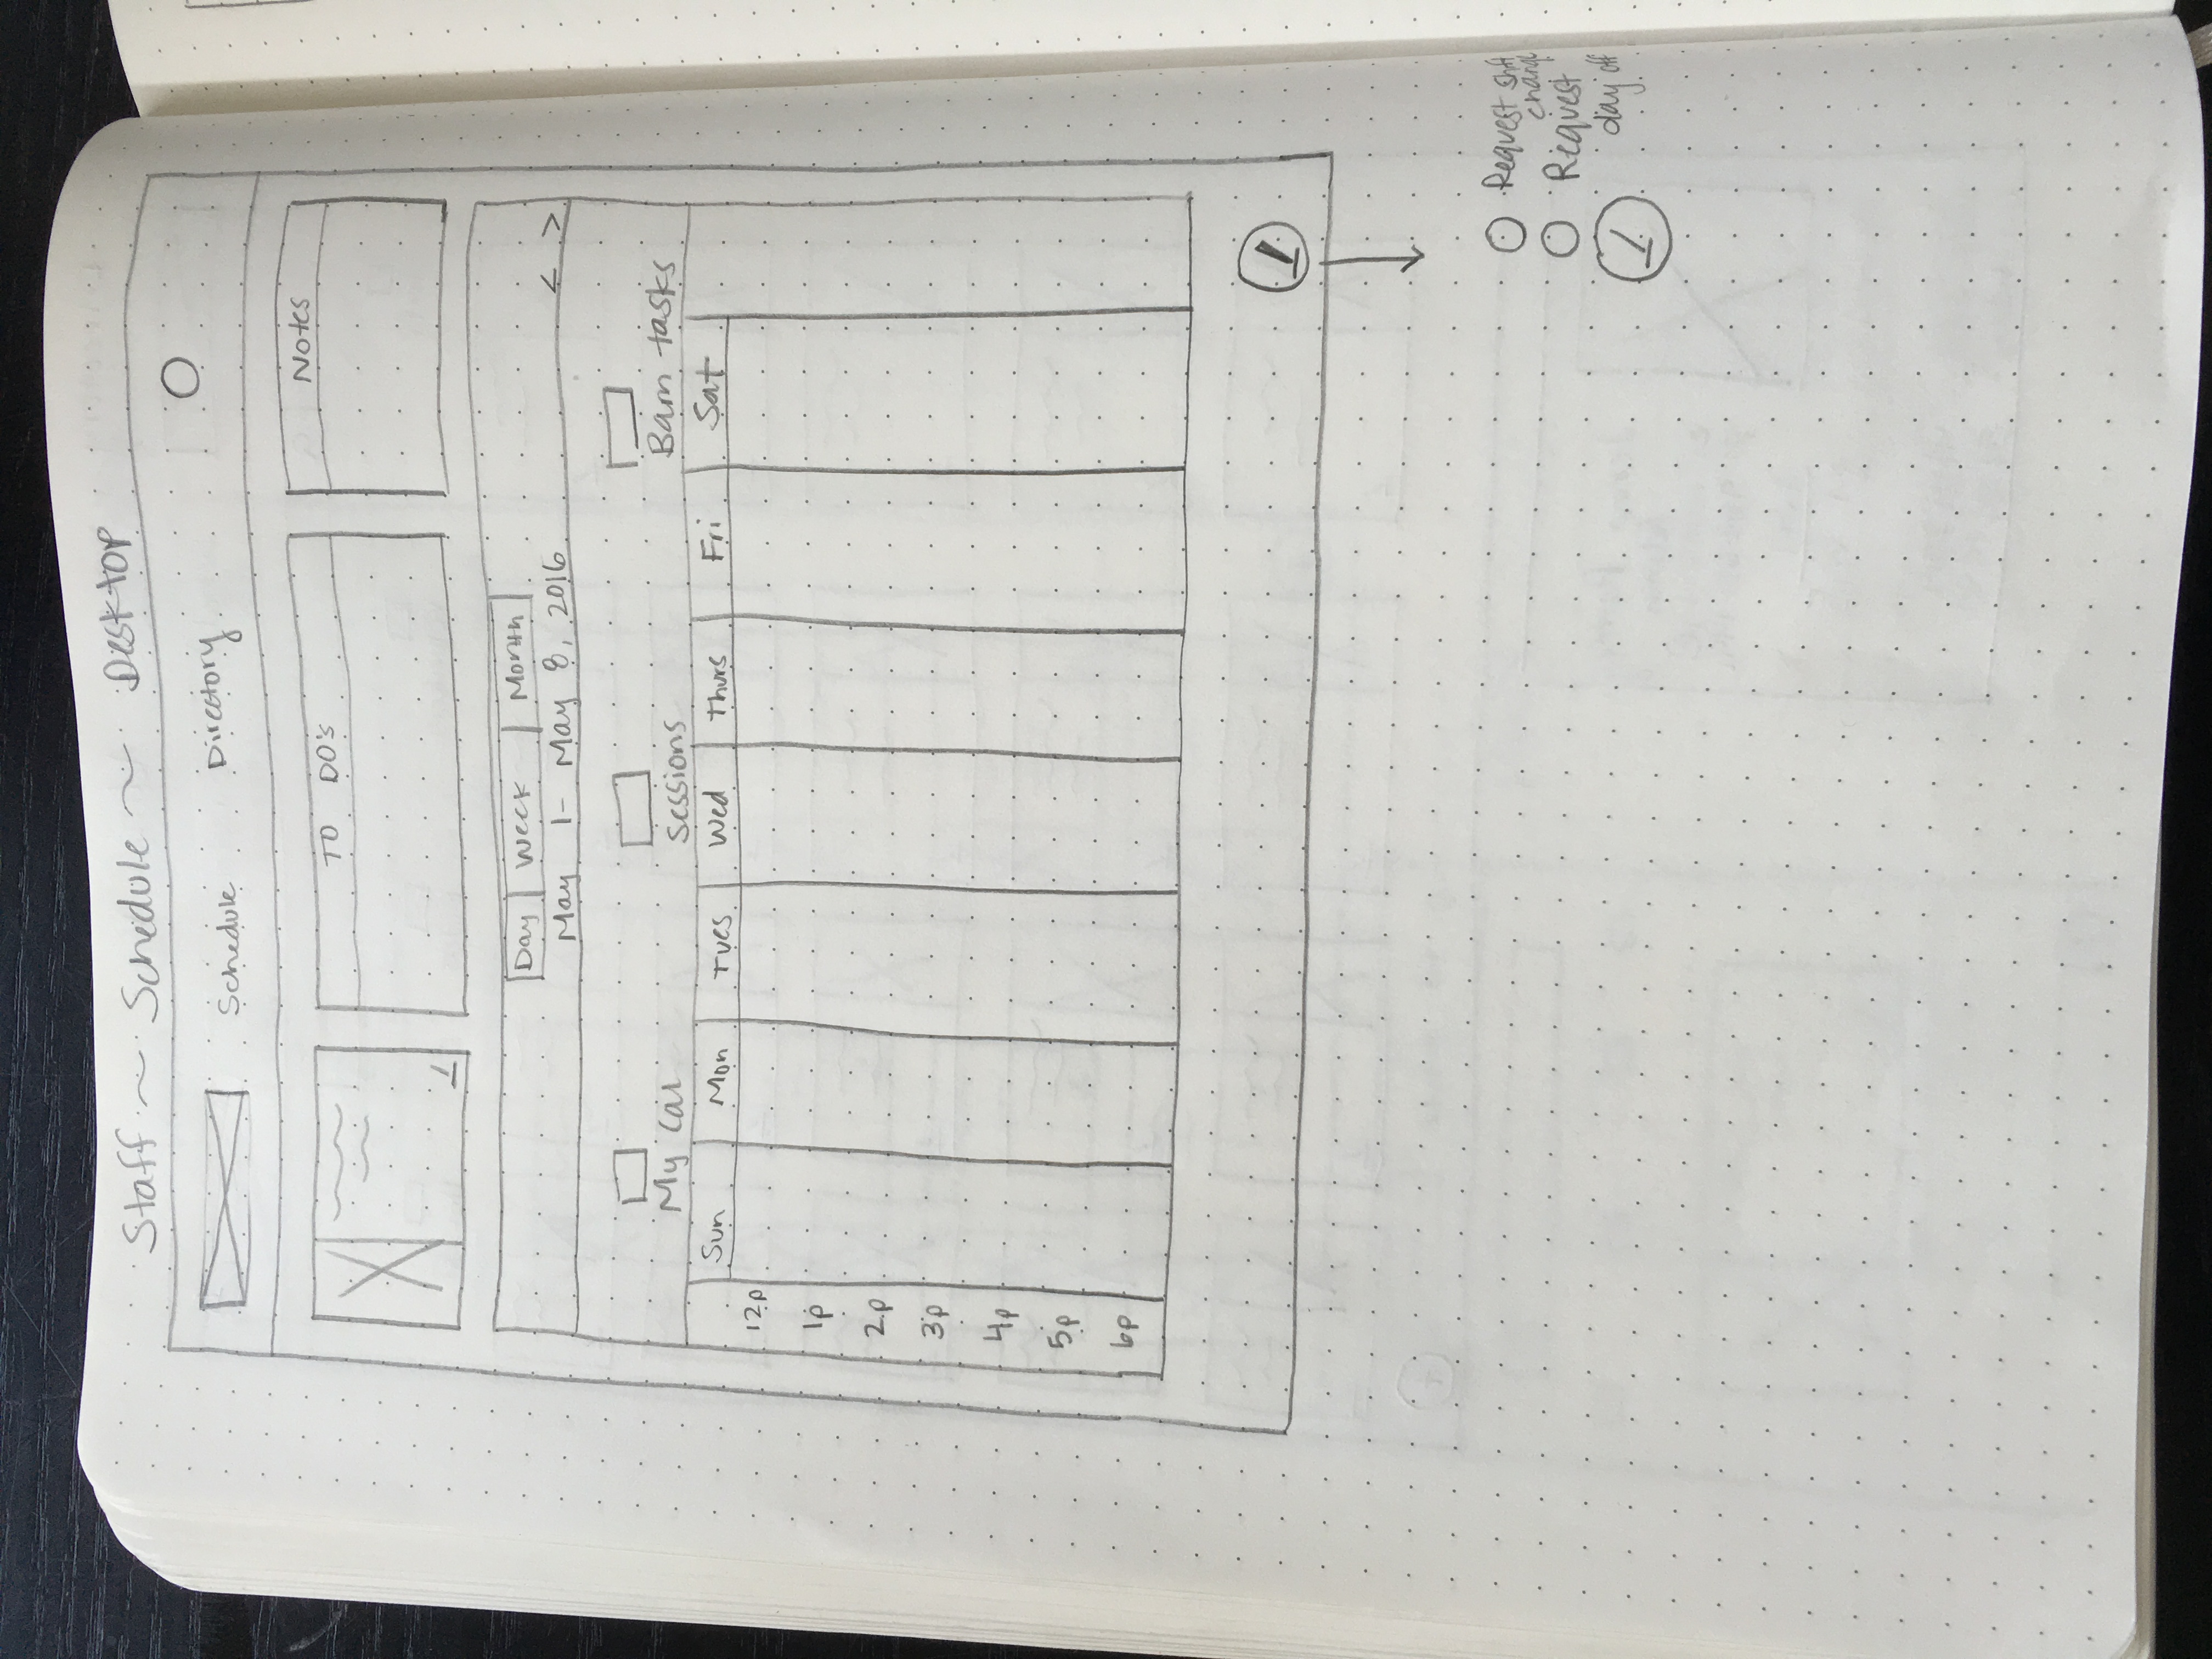 Staff ~ Schedule ~ Desktop
Schedule Directory
TO DO's
Notes
Day Week Month
May 1- May 8, 2016
< >
My Cal Sessions Barn tasks
Sun Mon Tues Wed Thurs Fri Sat
12p
1p
2p
3p
4p
5p
6p
Request shift
change
Request
day off